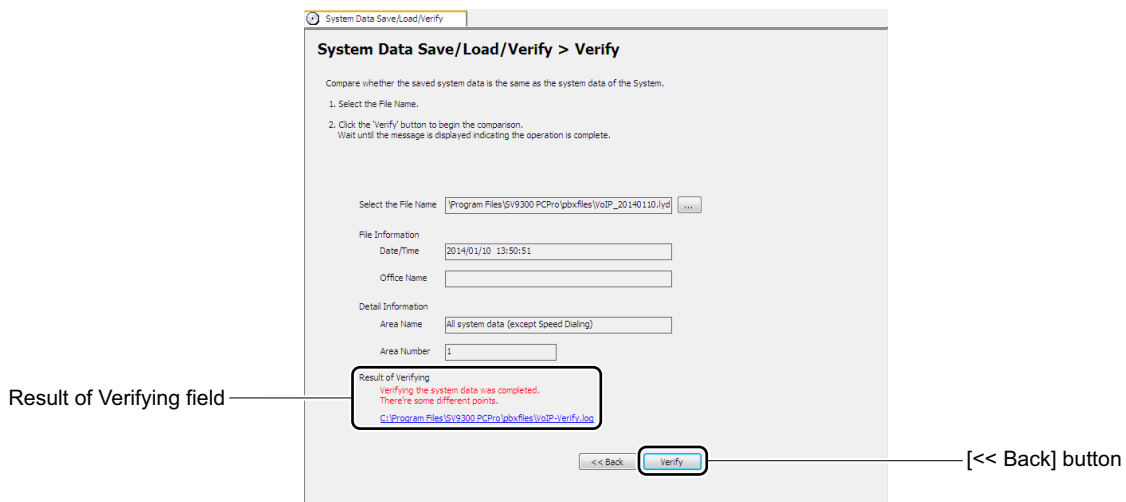 System Data Save/Load/Verify
System Data Save/Load/Verify > Verify
Compare whether the saved system data is the same as the system data of the System.
1. Select the File Name.
2. Click the 'Verify' button to begin the comparison.
Wait until the message is displayed indicating the operation is complete.
Select the File Name \Program Files\SV9300 PCPro\pbxfiles\VoIP_20140110.lyd ...
File Information
Date/Time 2014/01/10 13:50:51
Office Name
Detail Information
Area Name All system data (except Speed Dialing)
Area Number 1
Result of Verifying
Verifying the system data was completed.
There're some different points.
Result of Verifying field
C:\Program Files\SV9300 PCPro\pbxfiles\VoIP-Verify.log
<< Back Verify [<< Back] button